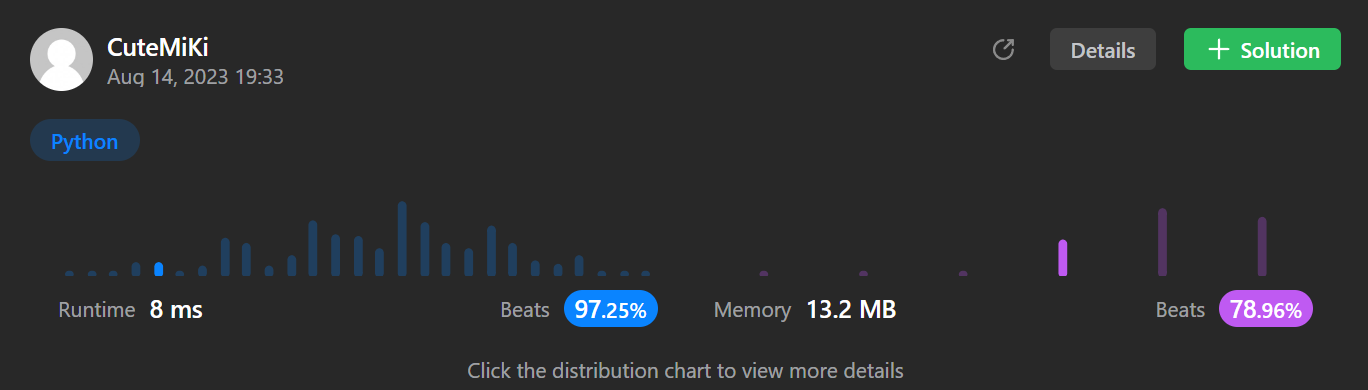 CuteMiKi
Aug 14, 2023 19:33
Details
Solution
Python
Runtime 8 ms Beats 97.25% Memory 13.2 MB Beats 78.96%
Click the distribution chart to view more details